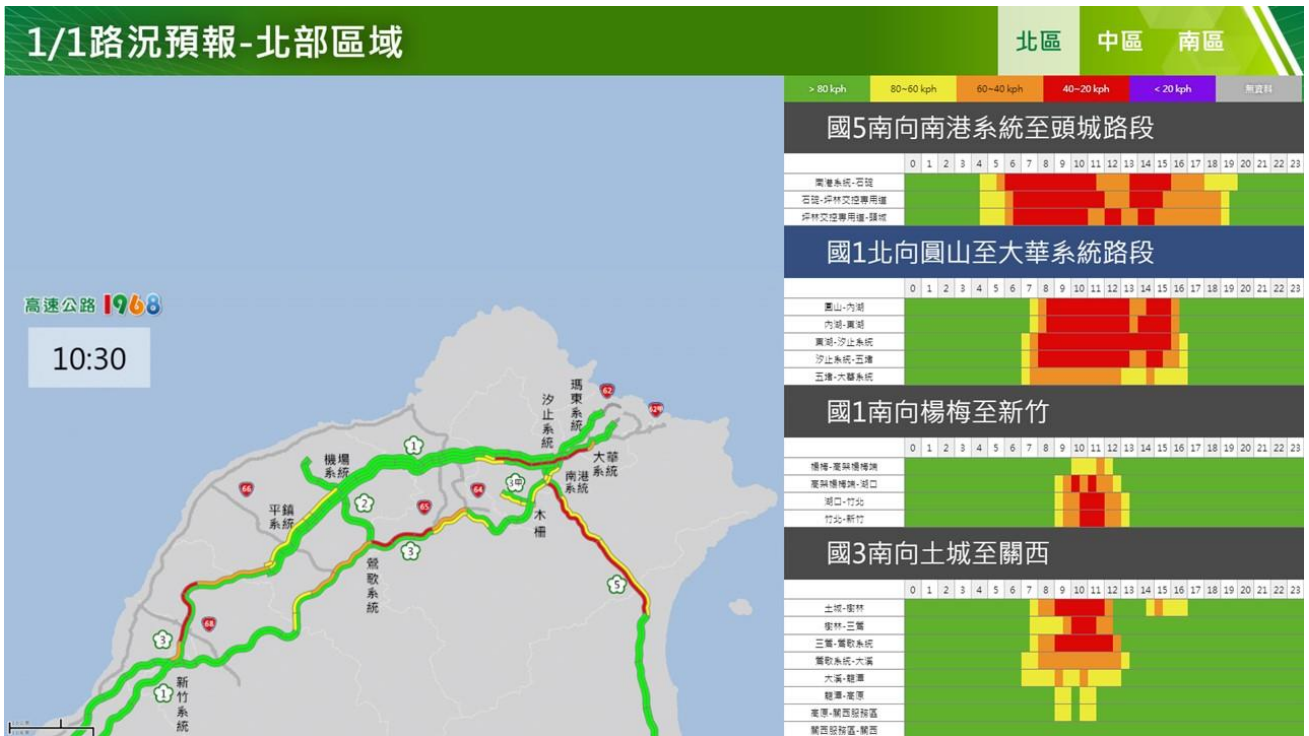 1/1路況預報-北部區域
北區 中區 南區
> 80 kph 80~60 kph 60~40 kph 40~20 kph < 20 kph 無資料
國5南向南港系統至頭城路段
0 1 2 3 4 5 6 7 8 9 10 11 12 13 14 15 16 17 18 19 20 21 22 23
南港系統-石碇
石碇-坪林交控專用道
坪林交控專用道-頭城
國1北向圓山至大華系統路段
0 1 2 3 4 5 6 7 8 9 10 11 12 13 14 15 16 17 18 19 20 21 22 23
圓山-內湖
內湖-東湖
東湖-汐止系統
汐止系統-五堵
五堵-大華系統
國1南向楊梅至新竹
0 1 2 3 4 5 6 7 8 9 10 11 12 13 14 15 16 17 18 19 20 21 22 23
楊梅-高架楊梅端
高架楊梅端-湖口
湖口-竹北
竹北-新竹
國3南向土城至關西
0 1 2 3 4 5 6 7 8 9 10 11 12 13 14 15 16 17 18 19 20 21 22 23
土城-樹林
樹林-三鶯
三鶯-鶯歌系統
鶯歌系統-大溪
大溪-龍潭
龍潭-高原
高原-關西服務區
關西服務區-關西
高速公路1968
10:30
瑪東系統
62
62甲
汐止系統
大華系統
1
機場系統
南港系統
3甲
66
64
2
65
平鎮系統
木柵
3
鶯歌系統
5
68
3
1
新竹系統